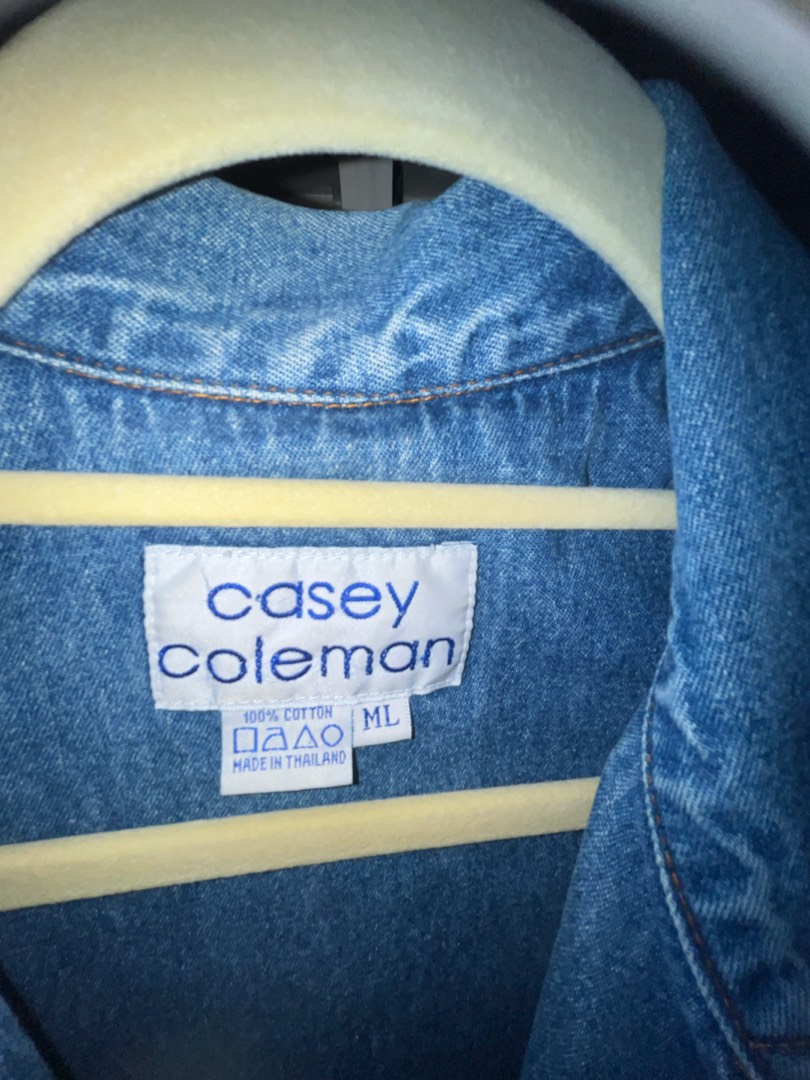 casey
coleman
100% COTTON
ML
MADE IN THAILAND